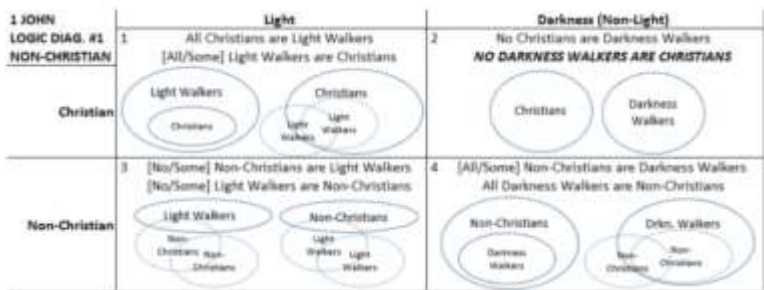 1 JOHN
LOGIC DIAG. #1
NON-CHRISTIAN
Light
Darkness (Non-Light)
1
All Christians are Light Walkers
[All/Some] Light Walkers are Christians
2
No Christians are Darkness Walkers
NO DARKNESS WALKERS ARE CHRISTIANS
Christian
Light Walkers
Christians
Christians
Light
Walkers
Light
Walkers
Christians
Darkness
Walkers
3
[No/Some] Non-Christians are Light Walkers
[No/Some] Light Walkers are Non-Christians
4
[All/Some] Non-Christians are Darkness Walkers
All Darkness Walkers are Non-Christians
Non-Christian
Light Walkers
Non-
Christians
Non-
Christians
Non-Christians
Light
Walkers
Light
Walkers
Non-Christians
Darkness
Walkers
Drkn. Walkers
Non-
Christians
Non-
Christians